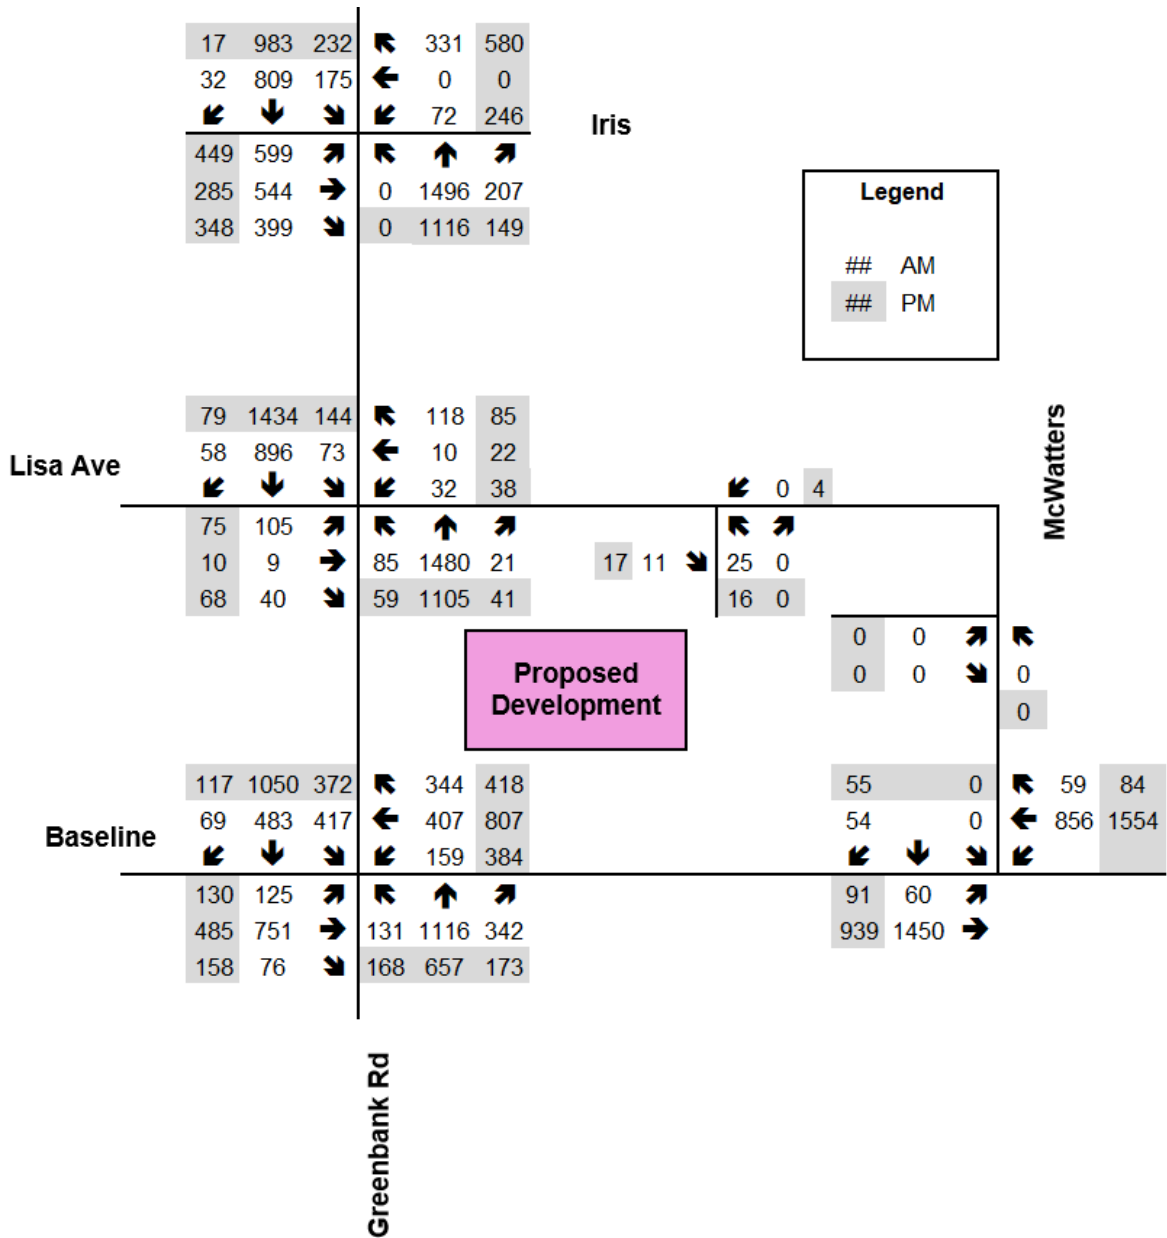 17 983 232 331 580
32 809 175 0 0
72 246
Iris
449 599
285 544 0 1496 207
348 399 0 1116 149
Legend
## AM
## PM
79 1434 144 118 85
58 896 73 10 22
Lisa Ave
32 38 0 4
McWatters
75 105
10 9 85 1480 21 17 11 25 0
68 40 59 1105 41 16 0
0 0
0 0 0
0
Proposed
Development
117 1050 372 344 418 55 0 59 84
69 483 417 407 807 54 0 856 1554
Baseline
159 384
130 125 91 60
485 751 131 1116 342 939 1450
158 76 168 657 173
Greenbank Rd